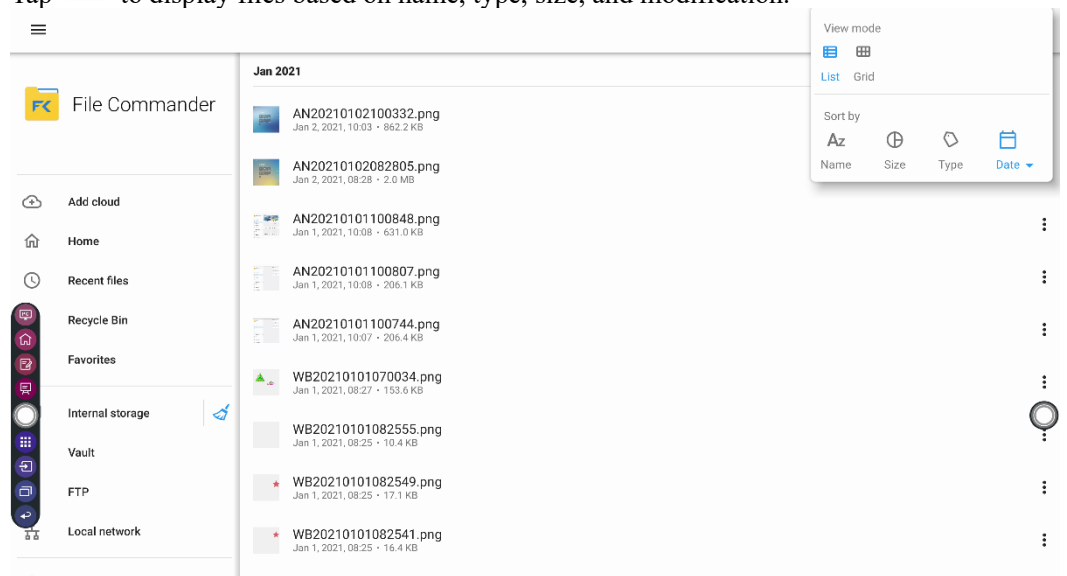 Tap to display files based on name, type, size, and modification.
View mode
List Grid
Sort by
Name Size Type Date
File Commander
Add cloud
Home
Recent files
Recycle Bin
Favorites
Internal storage
Vault
FTP
Local network
Jan 2021
AN20210102100332.png
Jan 2, 2021, 10:03 • 862.2 KB
AN20210102082805.png
Jan 2, 2021, 08:28 • 2.0 MB
AN20210101100848.png
Jan 1, 2021, 10:08 • 631.0 KB
AN20210101100807.png
Jan 1, 2021, 10:08 • 206.1 KB
AN20210101100744.png
Jan 1, 2021, 10:07 • 206.4 KB
WB20210101070034.png
Jan 1, 2021, 08:27 • 153.6 KB
WB20210101082555.png
Jan 1, 2021, 08:25 • 10.4 KB
WB20210101082549.png
Jan 1, 2021, 08:25 • 17.1 KB
WB20210101082541.png
Jan 1, 2021, 08:25 • 16.4 KB